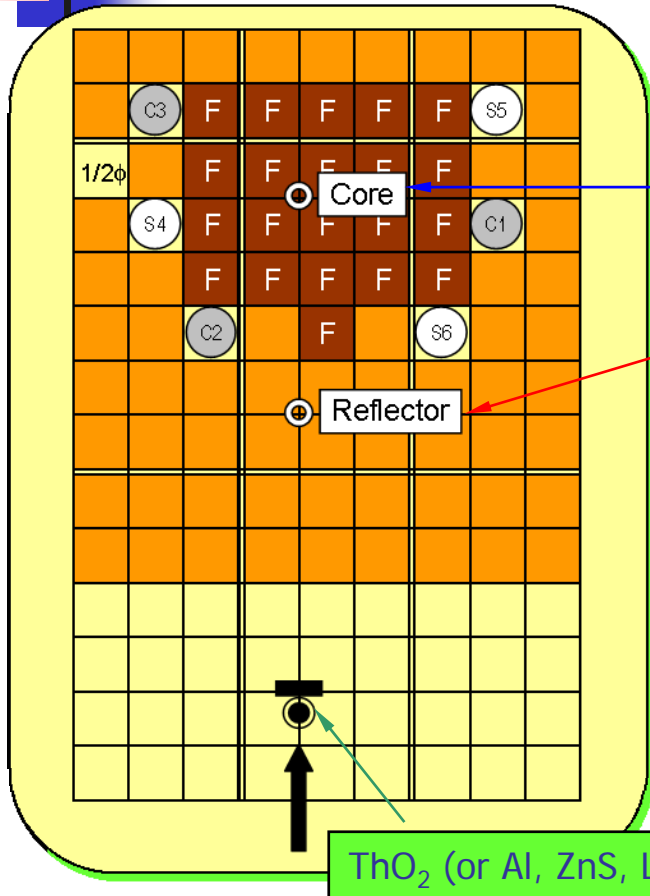 C3 F F F F F S5
1/2ϕ F F F F F
Core
S4 F F F F F C1
F F F F F
C2 F S6
Reflector
ThO₂ (or Al, ZnS,